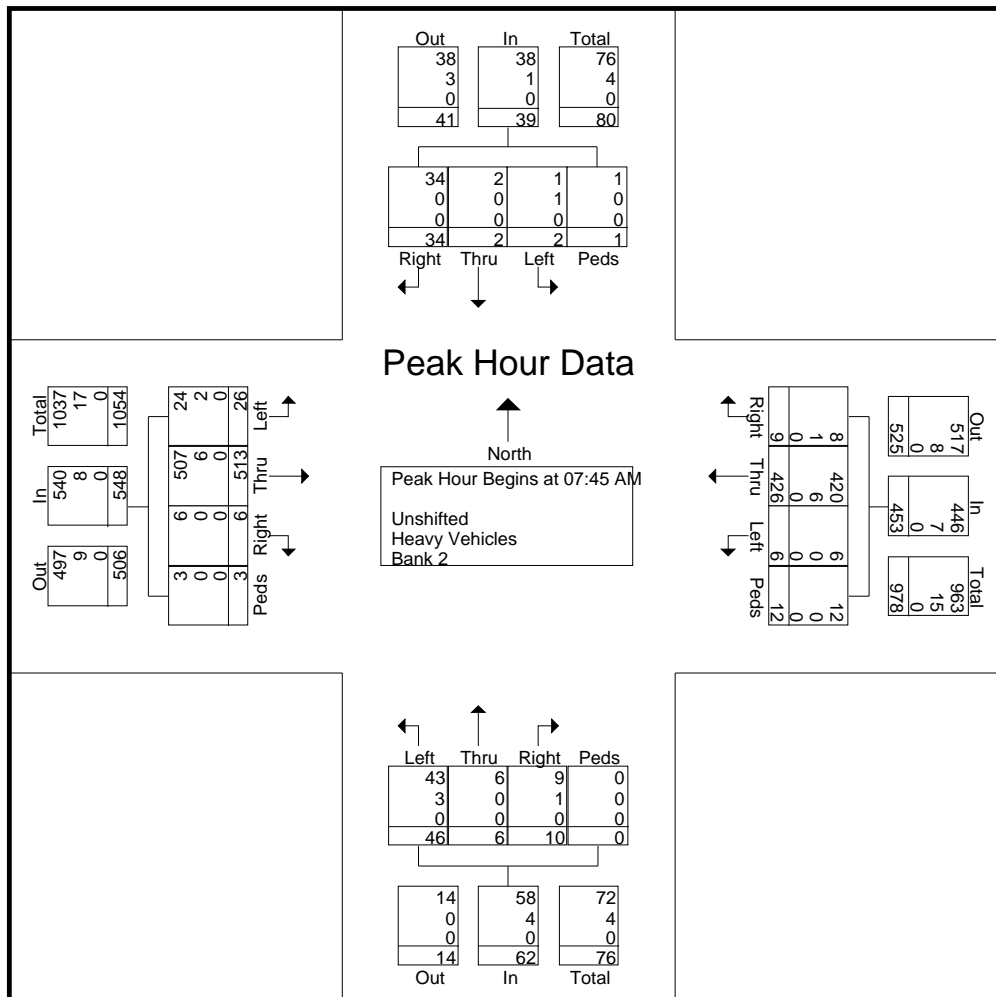 Out In Total
38 38 76
3 1 4
0 0 0
41 39 80
34 2 1 1
0 0 1 0
0 0 0 0
34 2 2 1
Right Thru Left Peds
Peak Hour Data
North
Peak Hour Begins at 07:45 AM
Unshifted
Heavy Vehicles
Bank 2
Total In Out
1037 540 497
17 8 9
0 0 0
1054 548 506
24 507 6 3
2 6 0 0
0 0 0 0
26 513 6 3
Left Thru Right Peds
Right Thru Left Peds
9 426 6 12
0 0 0 0
1 6 0 0
8 420 6 12
Out In Total
517 446 963
8 7 15
0 0 0
525 453 978
Left Thru Right Peds
43 6 9 0
3 0 1 0
0 0 0 0
46 6 10 0
14 58 72
0 4 4
0 0 0
14 62 76
Out In Total